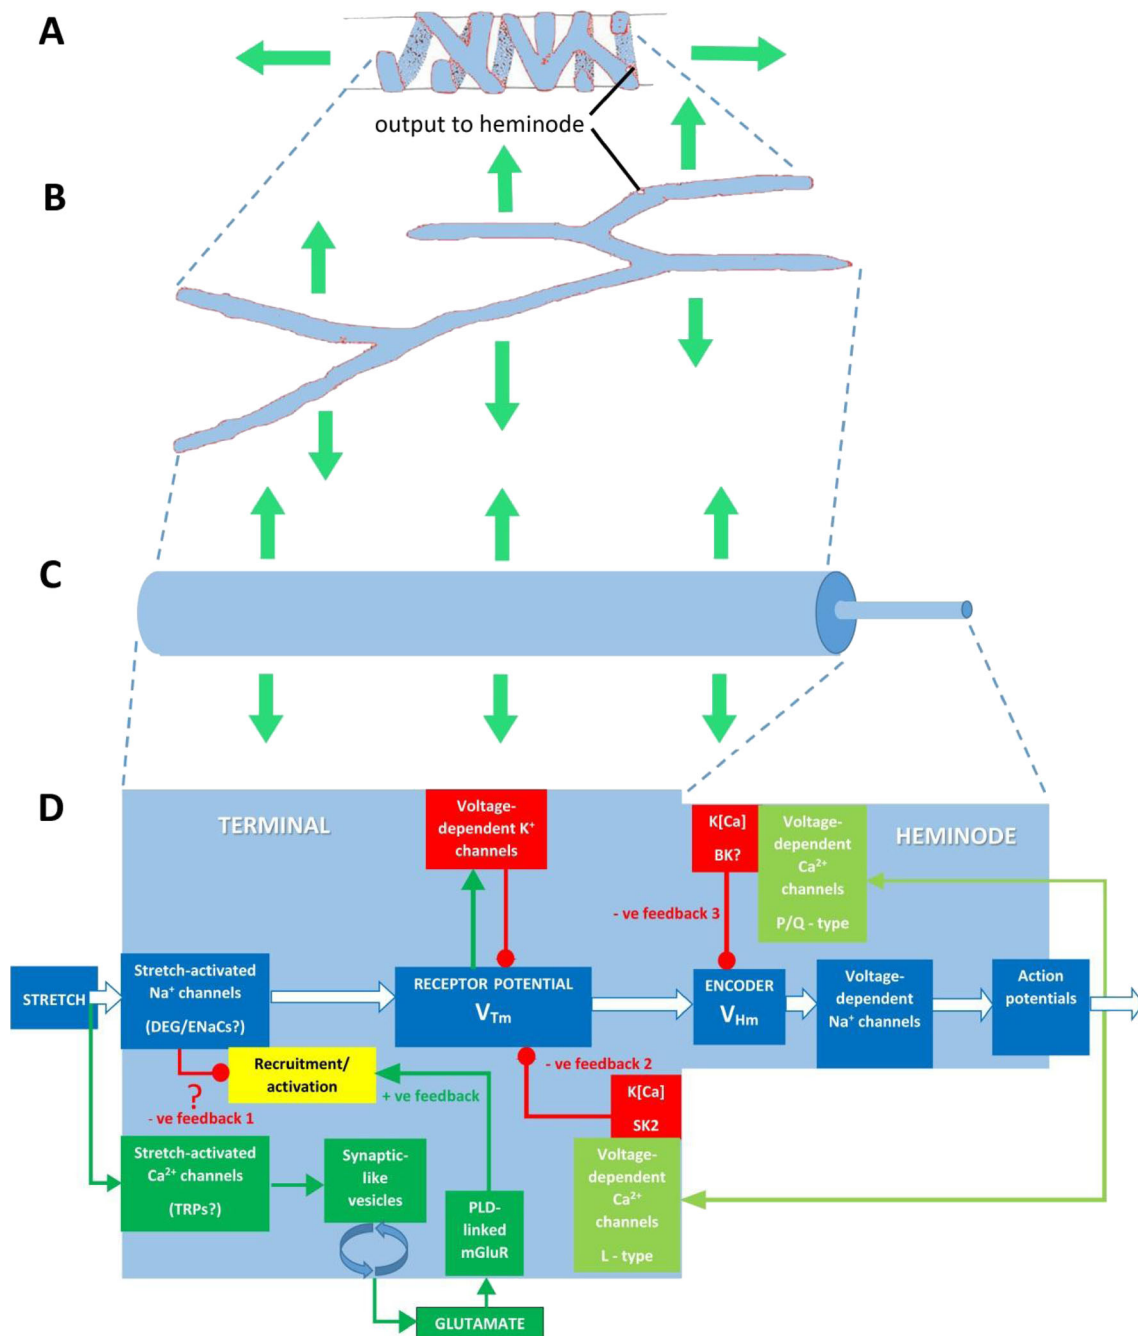 A
output to heminode
B
C
D
TERMINAL
Voltage-
dependent K⁺
channels
K[Ca]
BK?
Voltage-
dependent
Ca²⁺
channels
P/Q - type
HEMINODE
- ve feedback 3
STRETCH
Stretch-activated
Na⁺ channels
(DEG/ENaCs?)
RECEPTOR POTENTIAL
V_Tm
ENCODER
V_Hm
Voltage-
dependent
Na⁺ channels
Action
potentials
?
- ve feedback 1
Recruitment/
activation
+ ve feedback
- ve feedback 2
K[Ca]
SK2
Stretch-activated
Ca²⁺ channels
(TRPs?)
Synaptic-
like
vesicles
PLD-
linked
mGluR
Voltage-
dependent
Ca²⁺
channels
L - type
GLUTAMATE